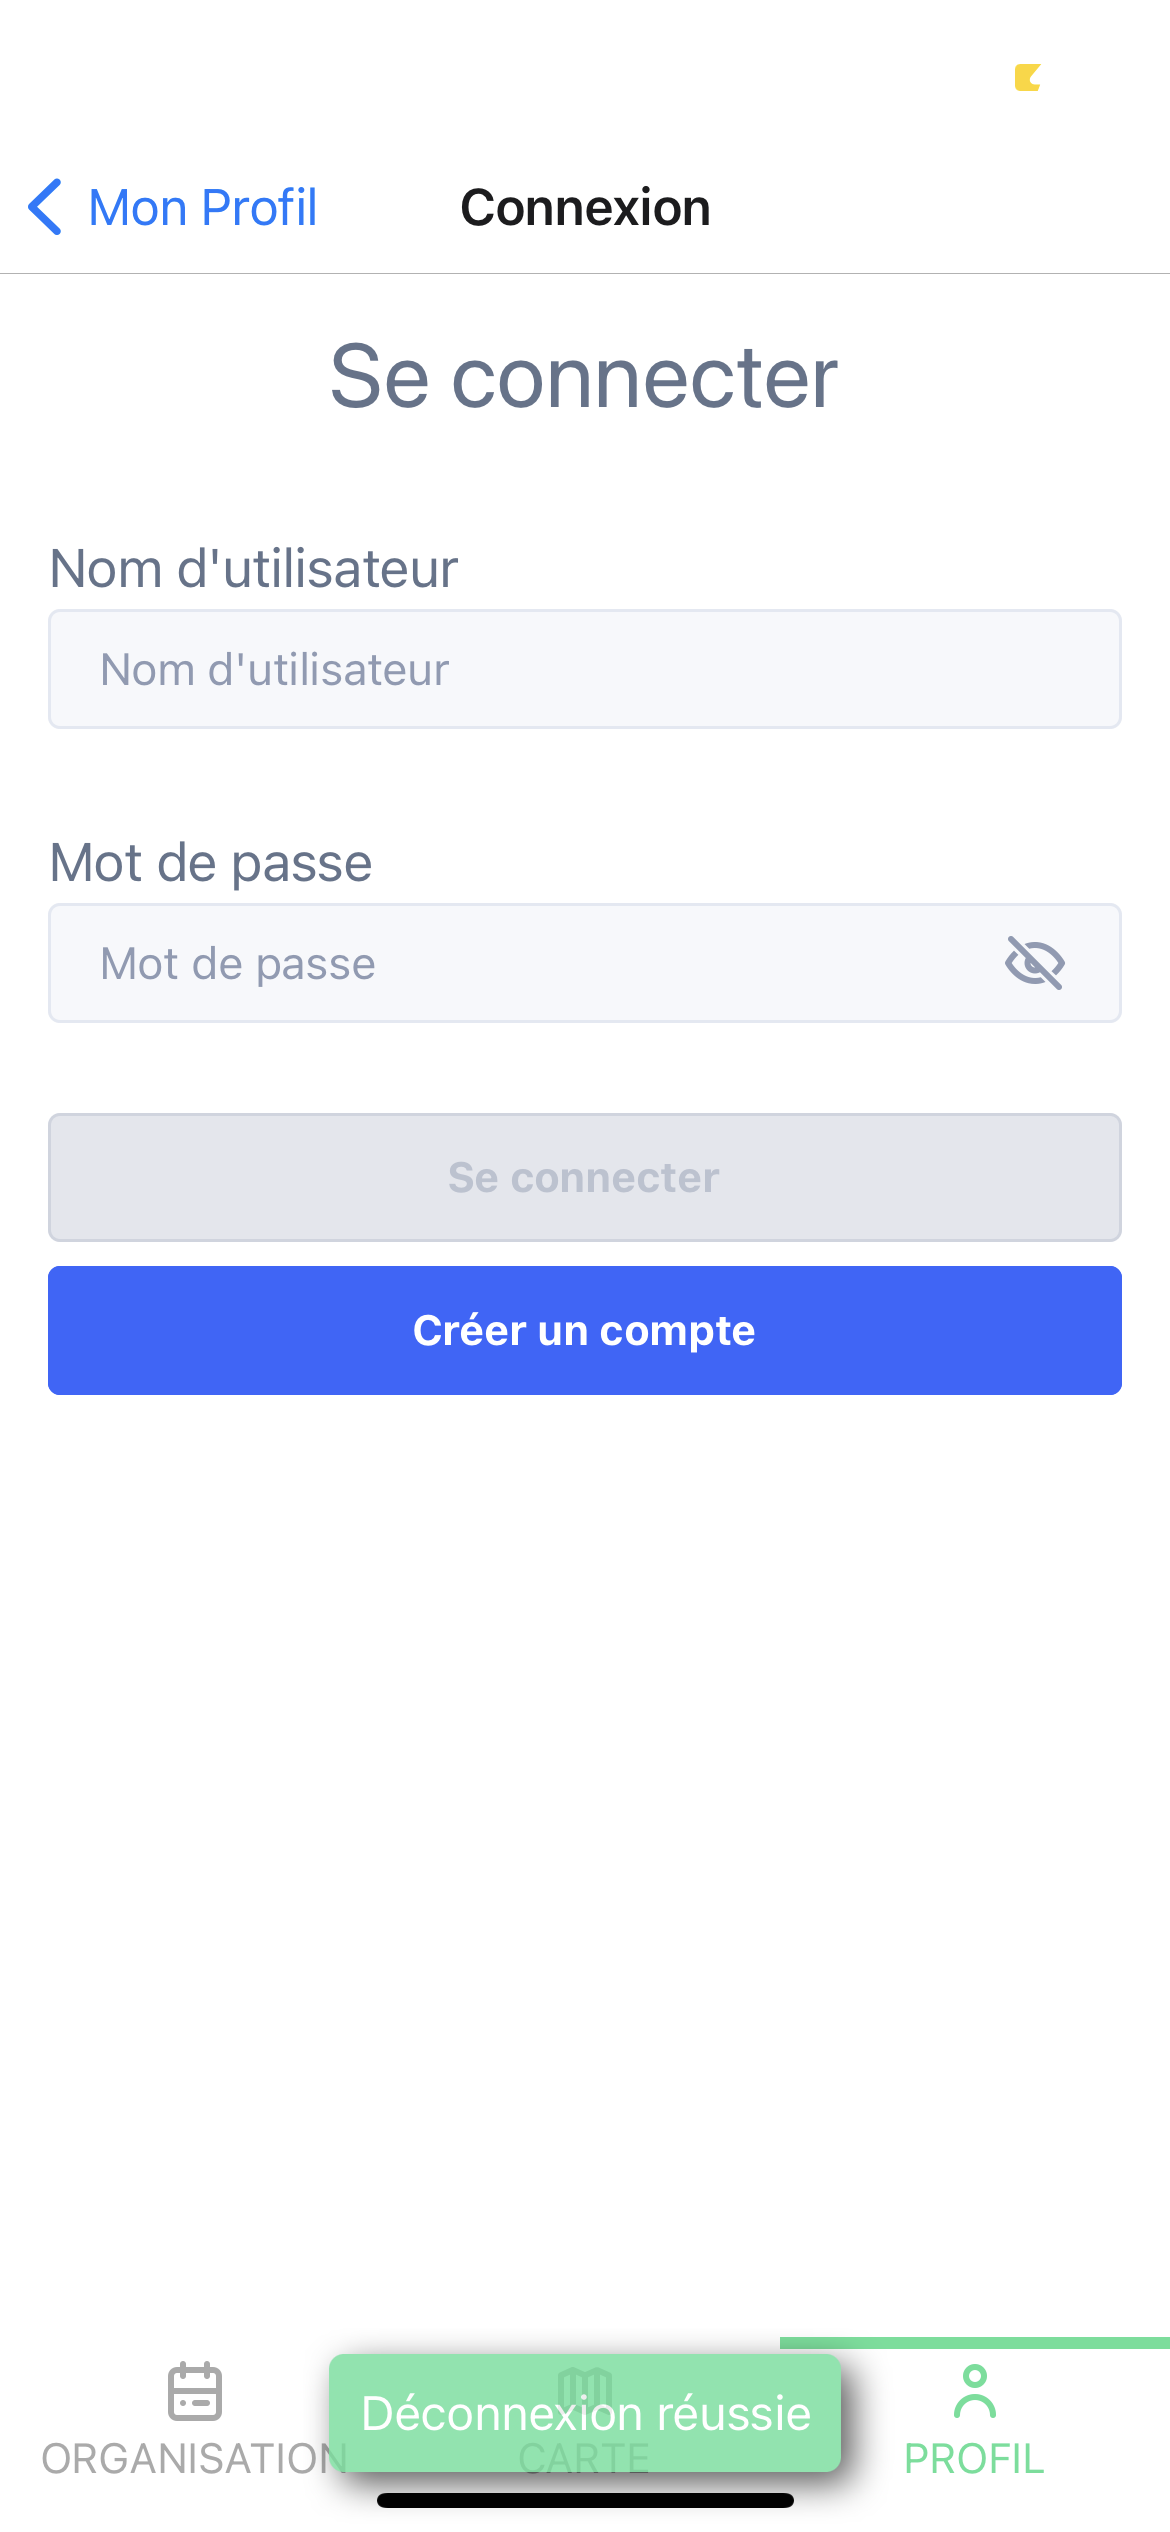 Mon Profil
Connexion
Se connecter
Nom d'utilisateur
Nom d'utilisateur
Mot de passe
Mot de passe
Se connecter
Créer un compte
Déconnexion réussie
ORGANISATION
CARTE
PROFIL